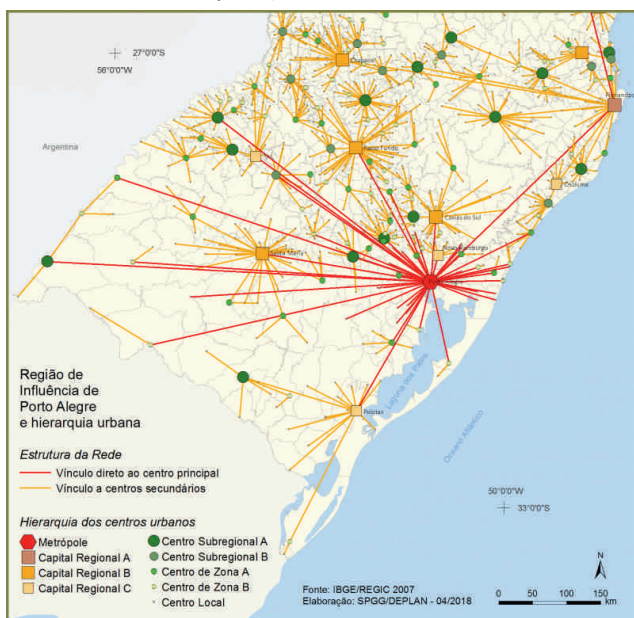 27°0'0"S
56°0'0"W
Argentina
Chapecó
Florianópolis
Passo Fundo
Criciúma
Caxias do Sul
Novo Hamburgo
Santa Maria
Lagoa dos Patos
Pelotas
Oceano Atlântico
Região de
Influência de
Porto Alegre
e hierarquia urbana
Estrutura da Rede
Vínculo direto ao centro principal
Vínculo a centros secundários
50°0'0"W
33°0'0"S
Hierarquia dos centros urbanos
Metrópole
Capital Regional A
Capital Regional B
Capital Regional C
Centro Subregional A
Centro Subregional B
Centro de Zona A
Centro de Zona B
Centro Local
Fonte: IBGE/REGIC 2007
Elaboração: SPGG/DEPLAN - 04/2018
N
0 50 100 150
km